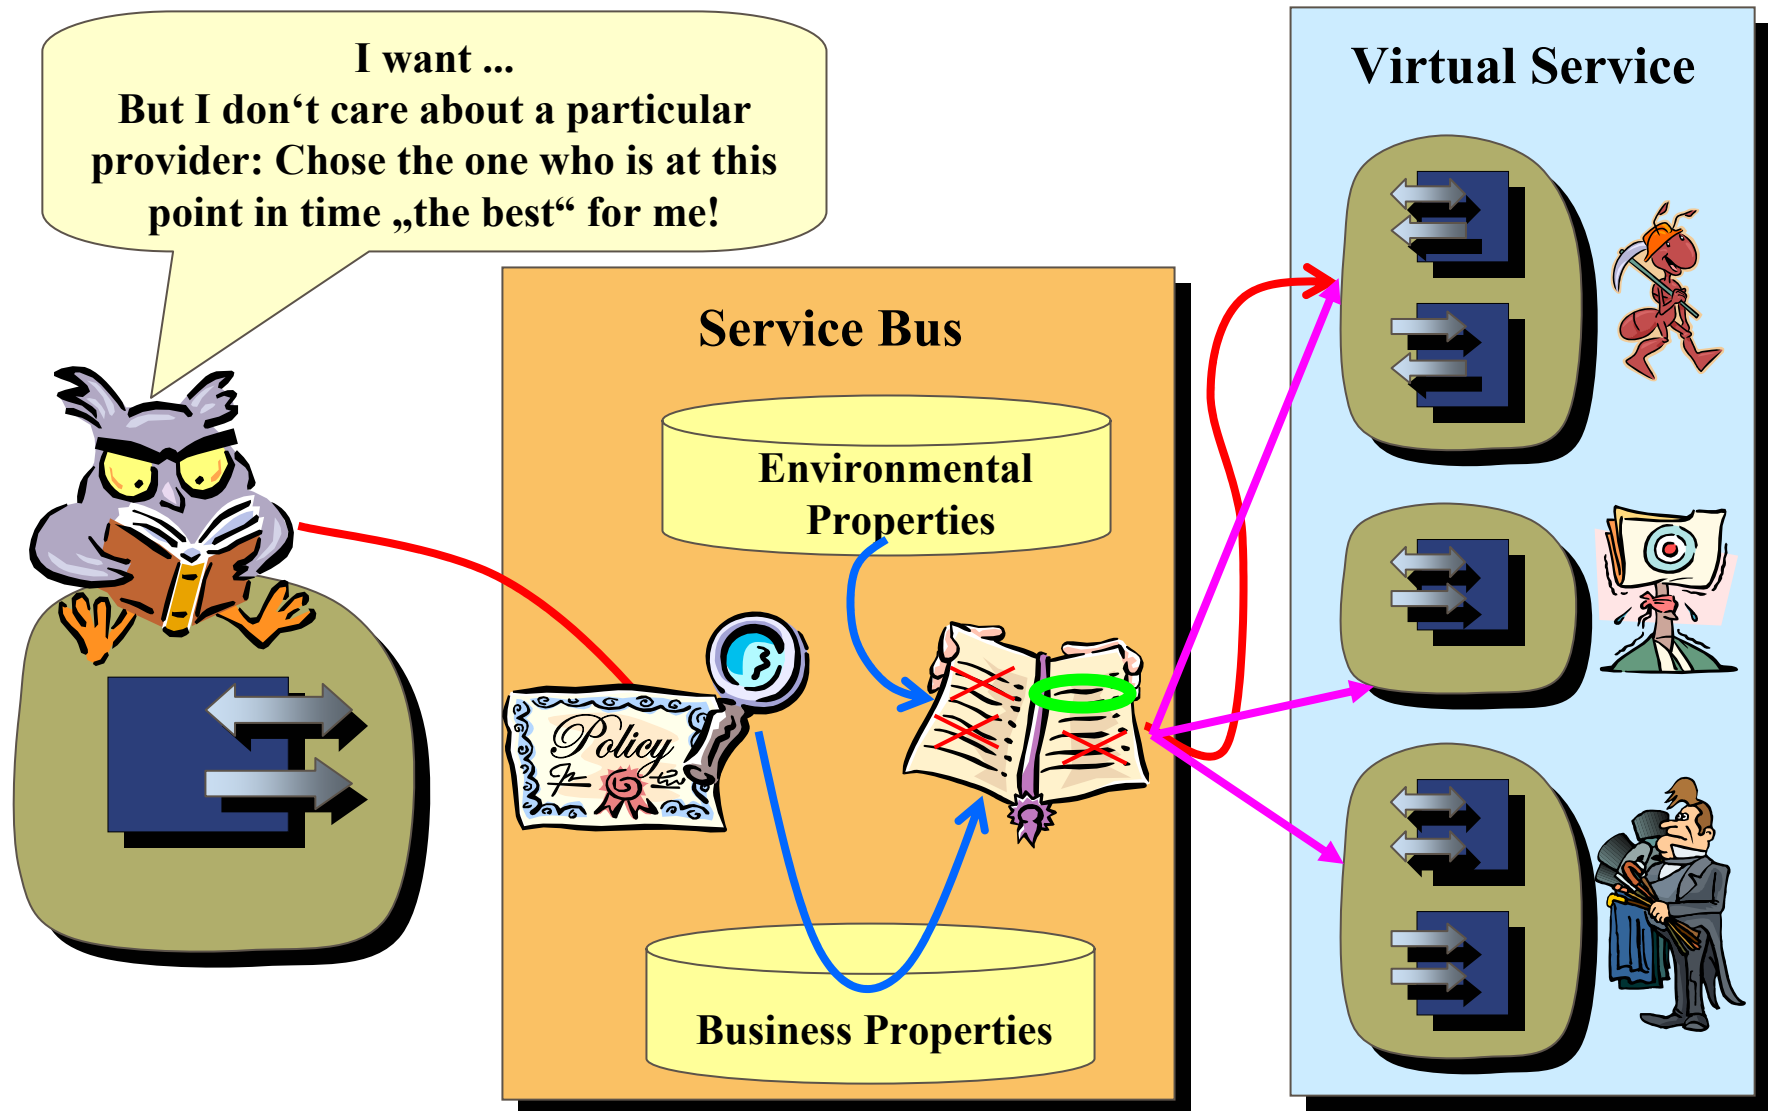 I want ...
But I don‘t care about a particular
provider: Chose the one who is at this
point in time „the best“ for me!
Service Bus
Environmental
Properties
Policy
Business Properties
Virtual Service